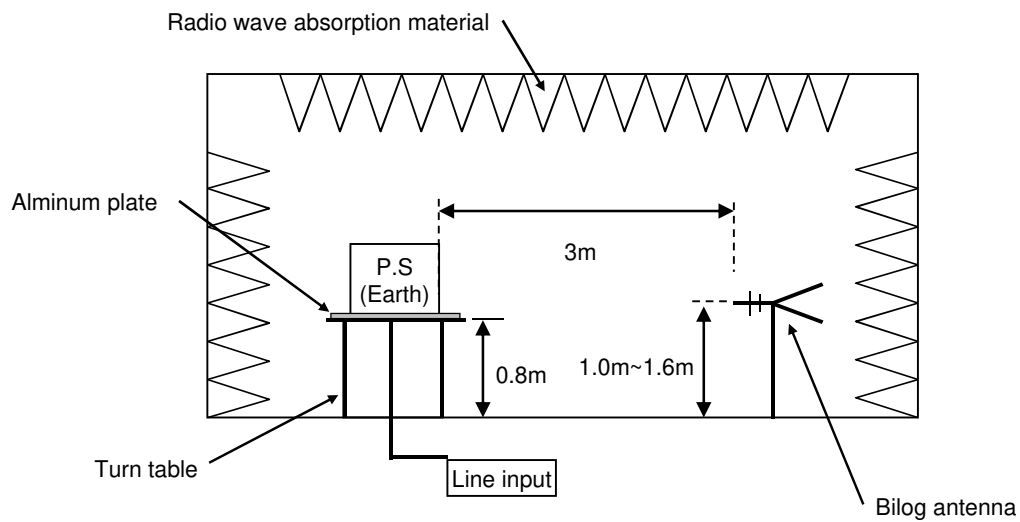 Radio wave absorption material
Alminum plate
P.S
(Earth)
3m
0.8m
1.0m~1.6m
Turn table
Line input
Bilog antenna